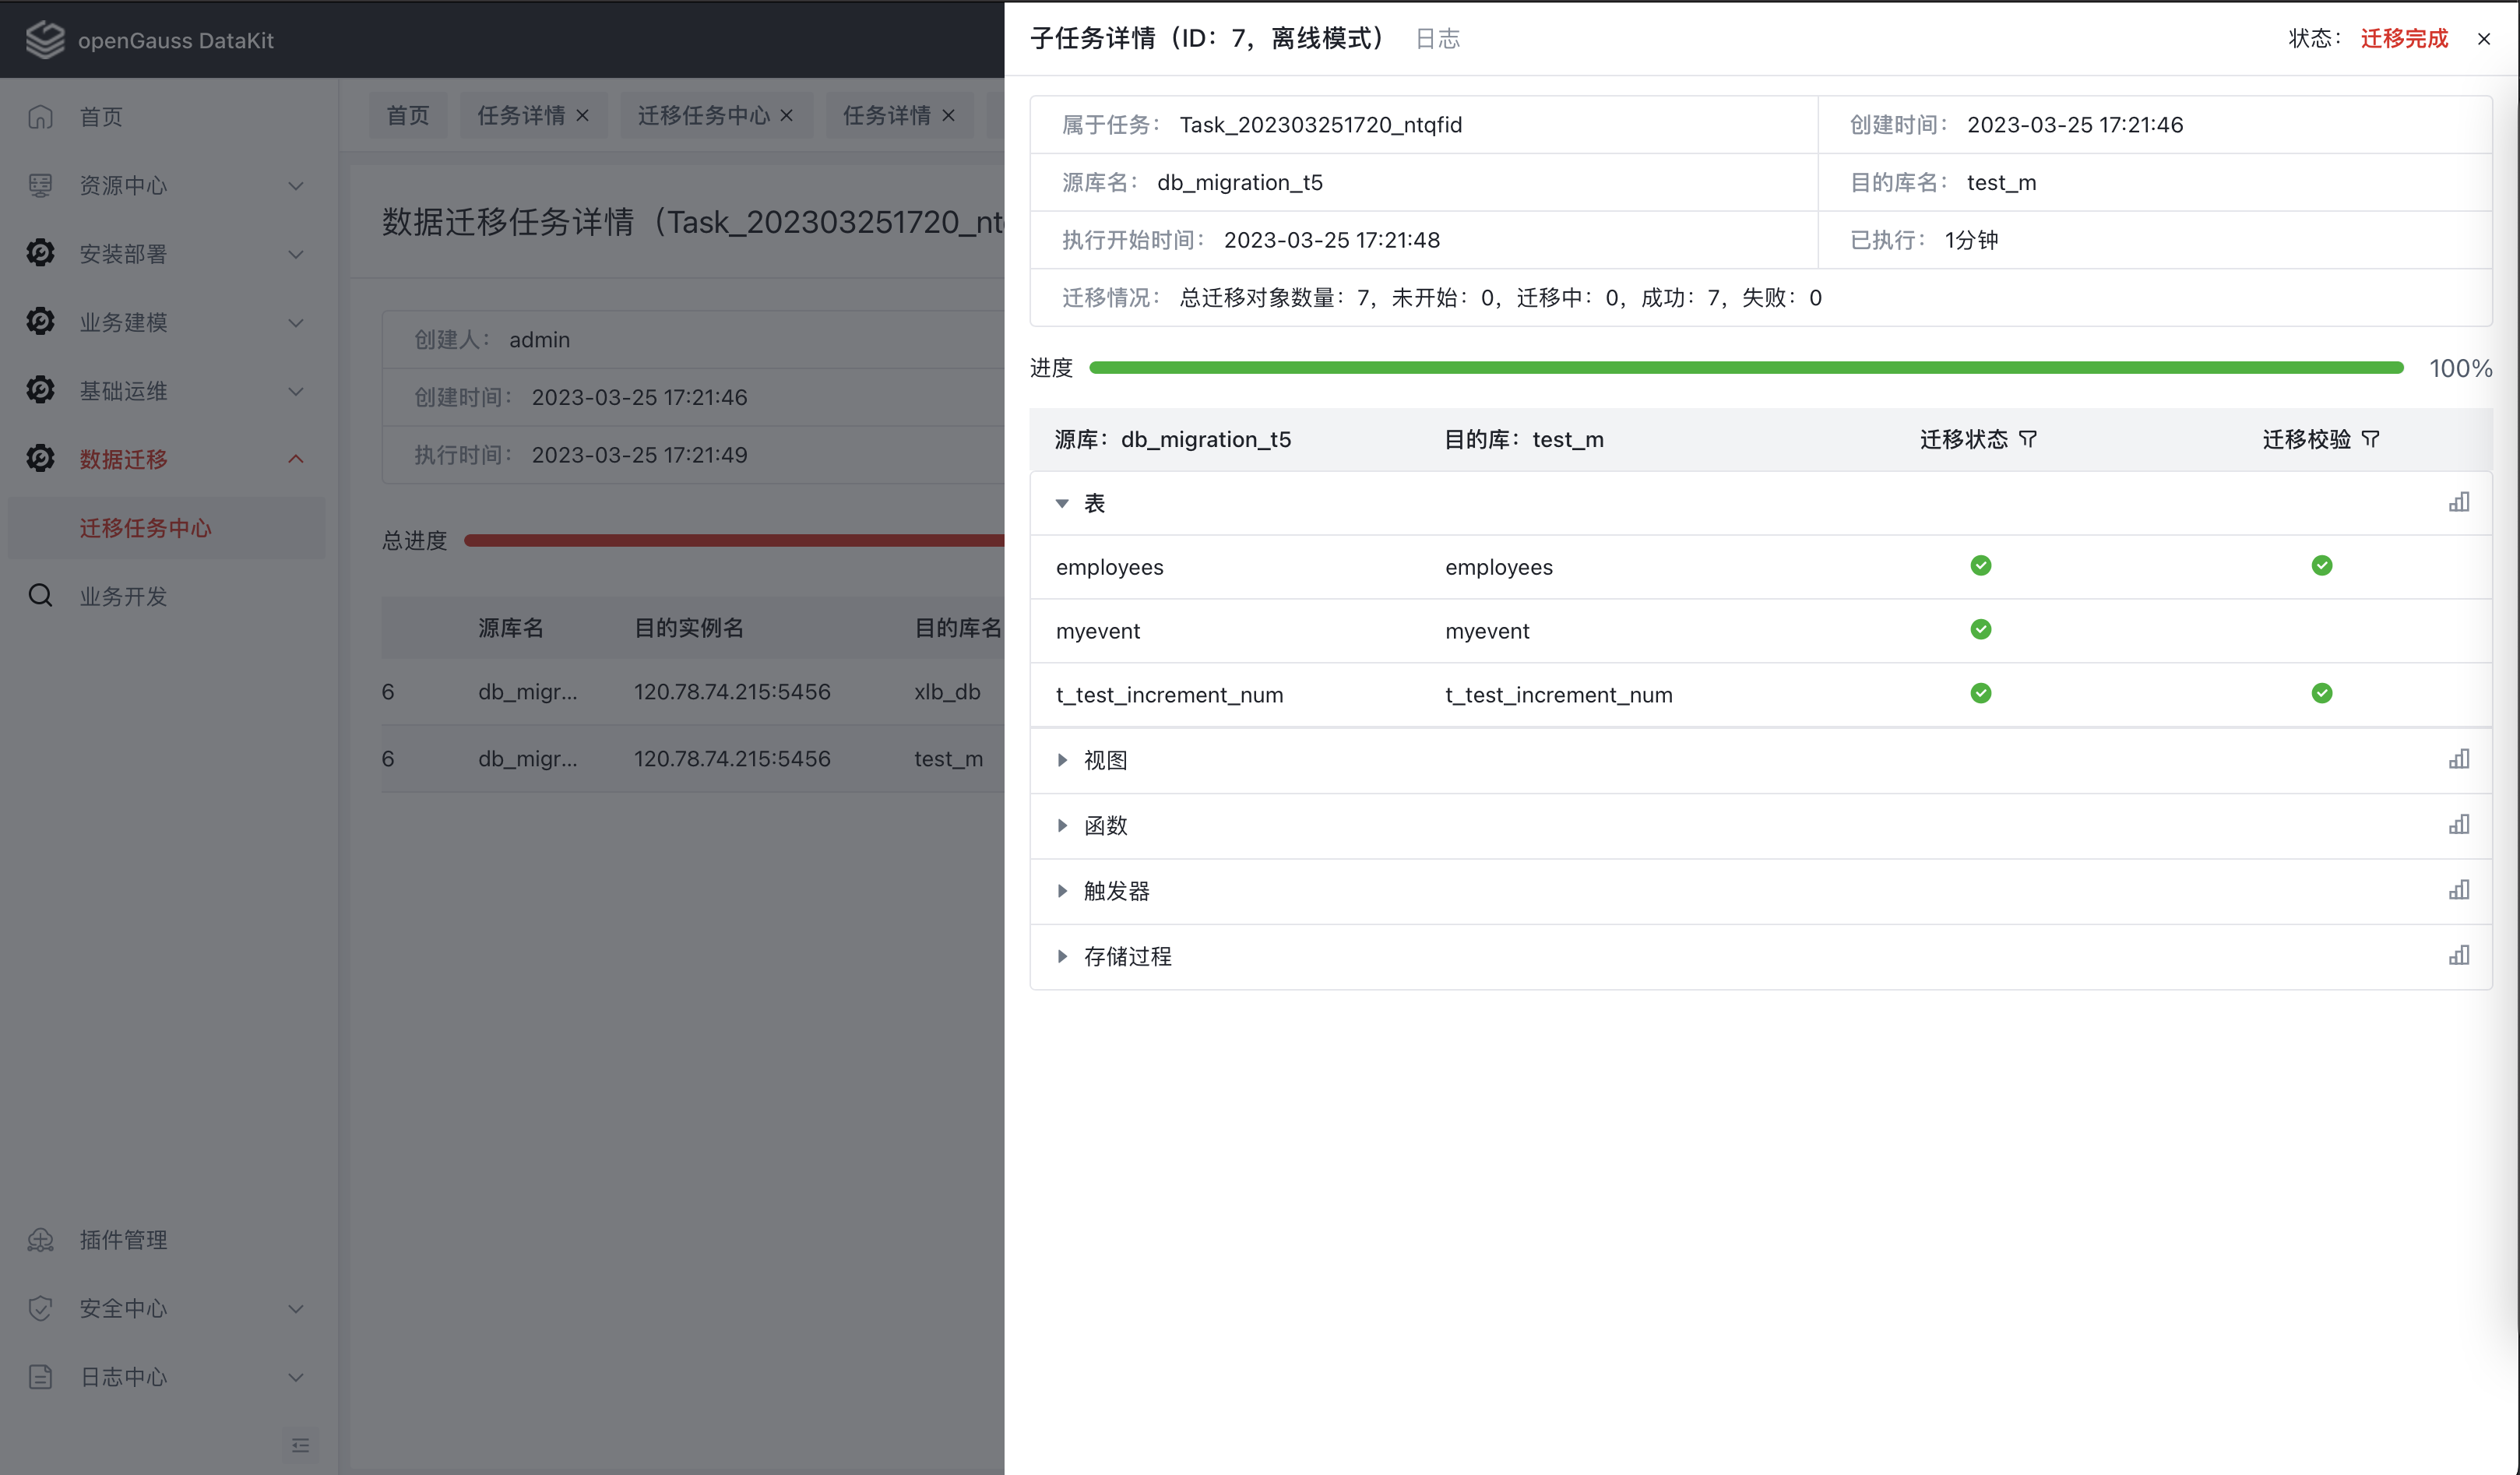 openGauss DataKit
首页
资源中心
安装部署
业务建模
基础运维
数据迁移
迁移任务中心
业务开发
插件管理
安全中心
日志中心
首页 任务详情 迁移任务中心 任务详情
数据迁移任务详情（Task_202303251720_nt
创建人： admin
创建时间： 2023-03-25 17:21:46
执行时间： 2023-03-25 17:21:49
总进度
源库名 目的实例名 目的库名
6 db_migr... 120.78.74.215:5456 xlb_db
6 db_migr... 120.78.74.215:5456 test_m
子任务详情（ID：7，离线模式） 日志 状态： 迁移完成
属于任务： Task_202303251720_ntqfid 创建时间： 2023-03-25 17:21:46
源库名： db_migration_t5 目的库名： test_m
执行开始时间： 2023-03-25 17:21:48 已执行： 1分钟
迁移情况： 总迁移对象数量：7，未开始：0，迁移中：0，成功：7，失败：0
进度 100%
源库：db_migration_t5 目的库：test_m 迁移状态 迁移校验
表
employees employees
myevent myevent
t_test_increment_num t_test_increment_num
视图
函数
触发器
存储过程